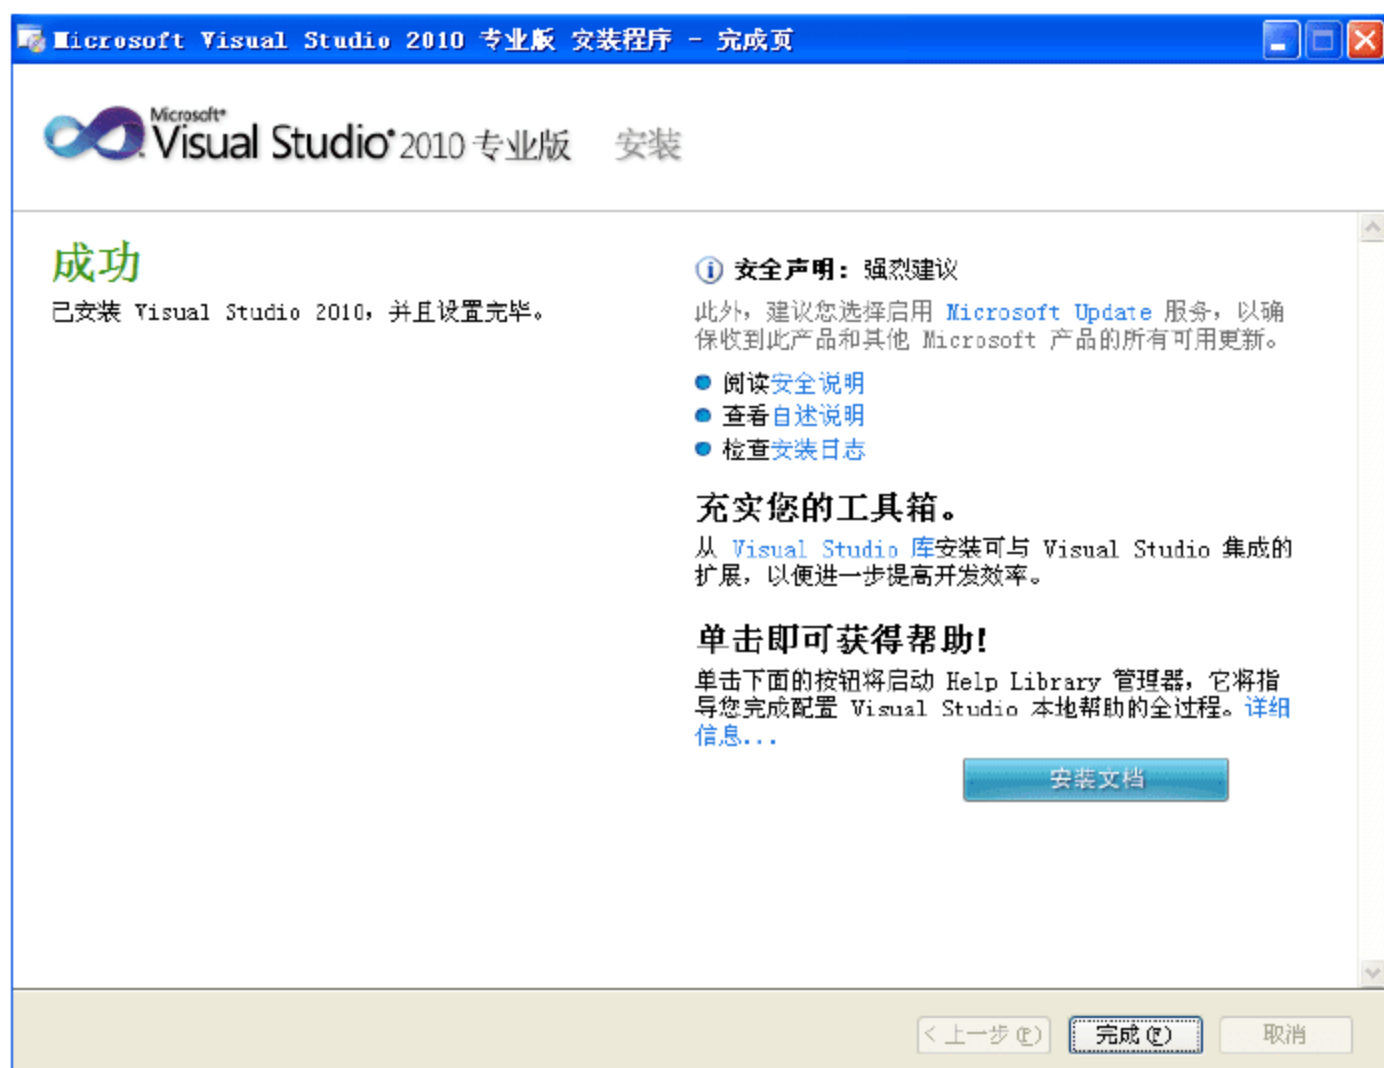 Microsoft Visual Studio 2010 专业版 安装程序 - 完成页
Microsoft®
Visual Studio® 2010 专业版 安装
成功
已安装 Visual Studio 2010，并且设置完毕。
安全声明： 强烈建议
此外，建议您选择启用 Microsoft Update 服务，以确
保收到此产品和其他 Microsoft 产品的所有可用更新。
阅读安全说明
查看自述说明
检查安装日志
充实您的工具箱。
从 Visual Studio 库安装可与 Visual Studio 集成的
扩展，以便进一步提高开发效率。
单击即可获得帮助!
单击下面的按钮将启动 Help Library 管理器，它将指
导您完成配置 Visual Studio 本地帮助的全过程。详细
信息...
安装文档
< 上一步(P) 完成(F) 取消